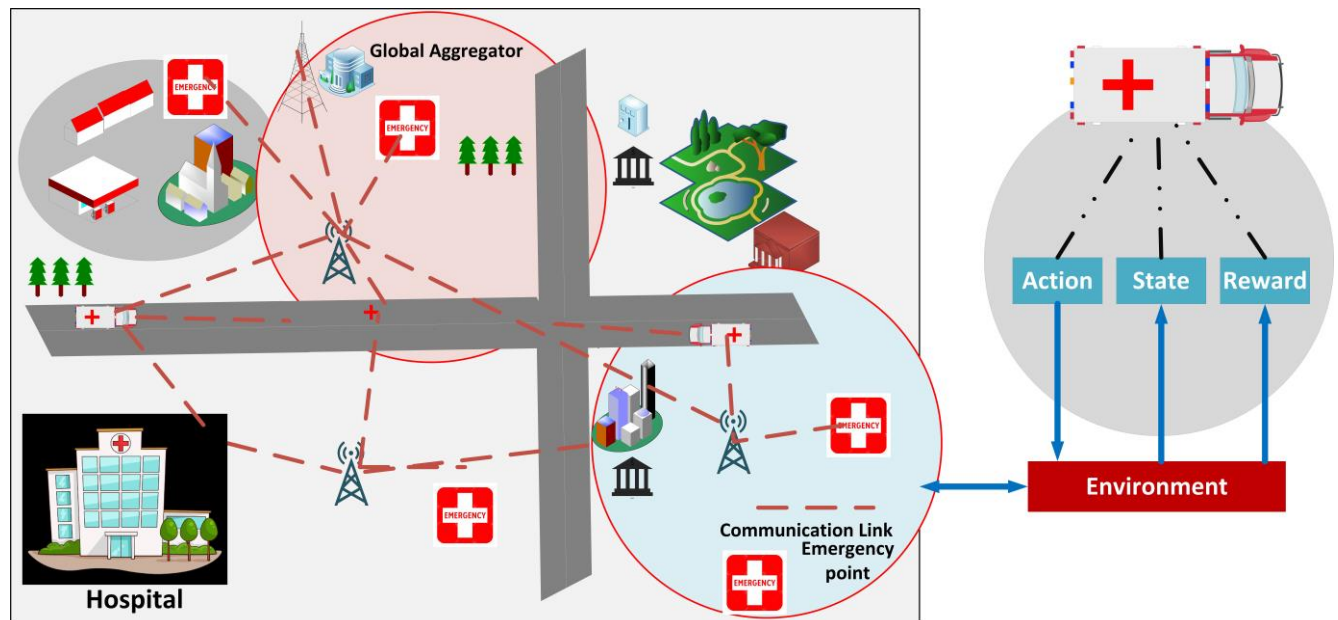 Global Aggregator
EMERGENCY
EMERGENCY
Action
State
Reward
EMERGENCY
Environment
EMERGENCY
Communication Link
Emergency
point
EMERGENCY
Hospital